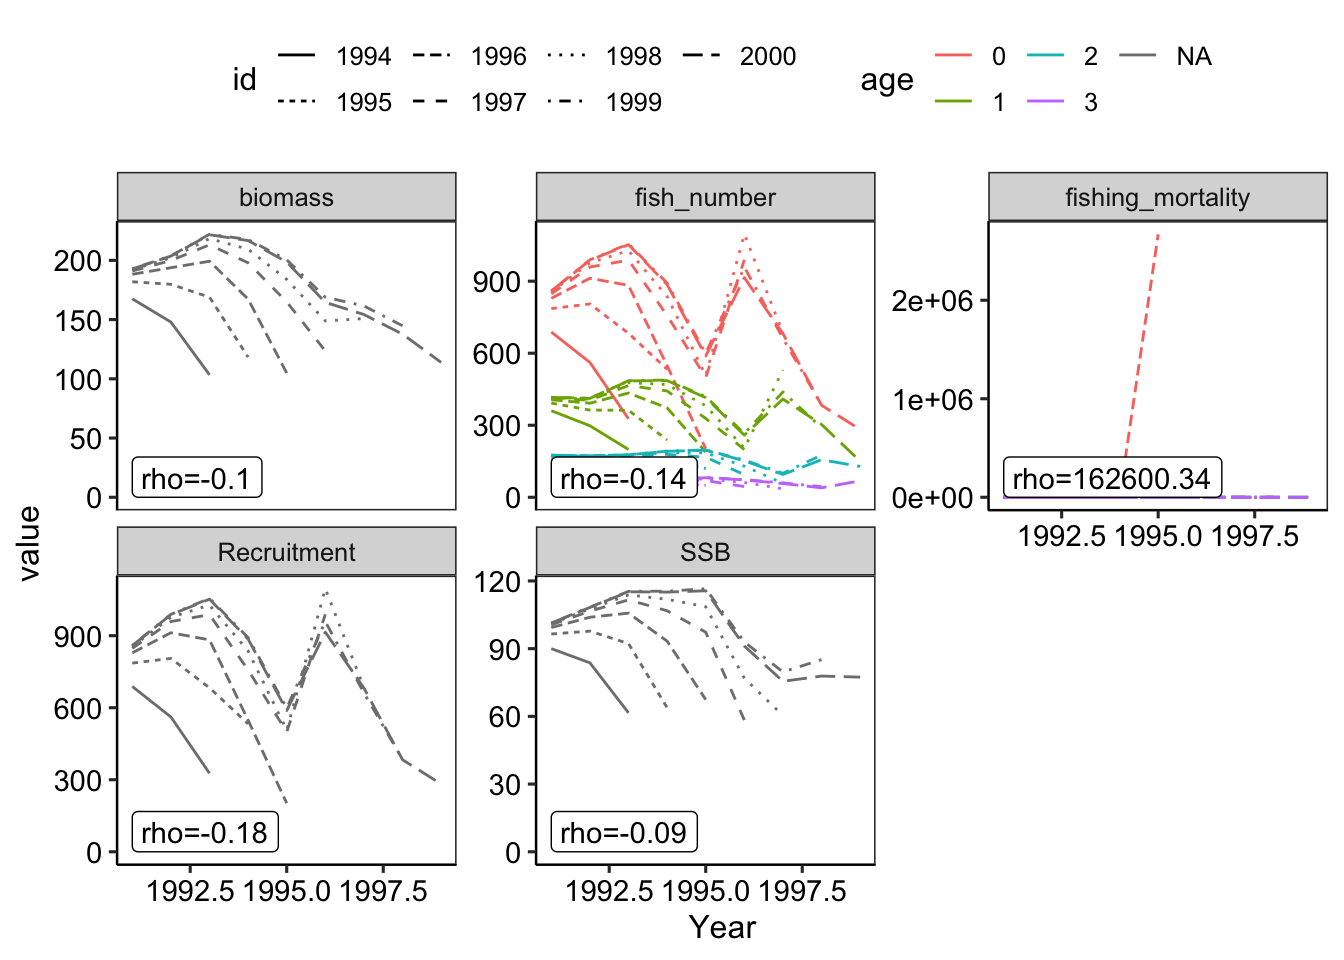 id
1994
1996
1998
2000
1995
1997
1999
age
0
2
NA
1
3
biomass
fish_number
fishing_mortality
200
150
100
50
0
rho=-0.1
900
600
300
0
rho=-0.14
2e+06
1e+06
0e+00
rho=162600.34
1992.5 1995.0 1997.5
value
Recruitment
SSB
900
600
300
0
rho=-0.18
1992.5 1995.0 1997.5
120
90
60
30
0
rho=-0.09
1992.5 1995.0 1997.5
Year